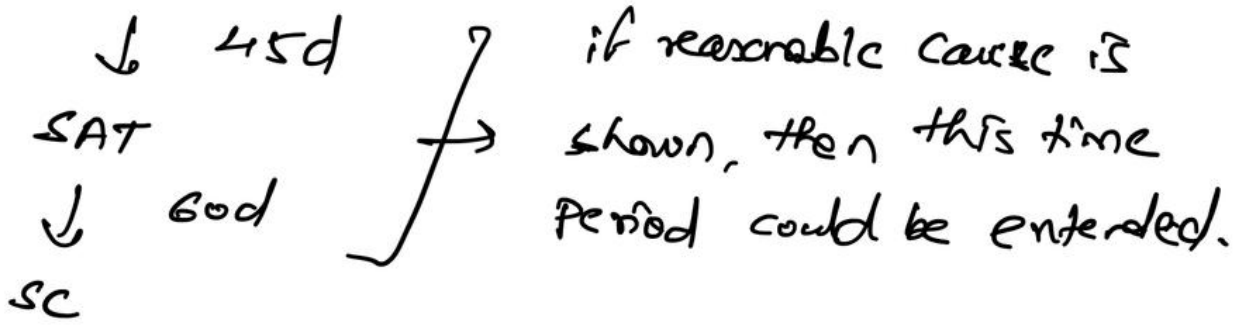 ↓ 45d
SAT
↓ 60d
SC
→ if reasonable cause is
shown, then this time
Period could be extended.